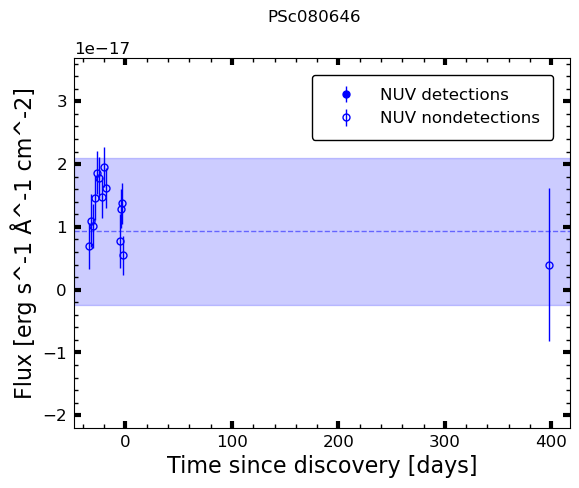 PSc080646
1e−17
NUV detections
NUV nondetections
3
2
1
0
−1
−2
Flux [erg s^-1 Å^-1 cm^-2]
0 100 200 300 400
Time since discovery [days]